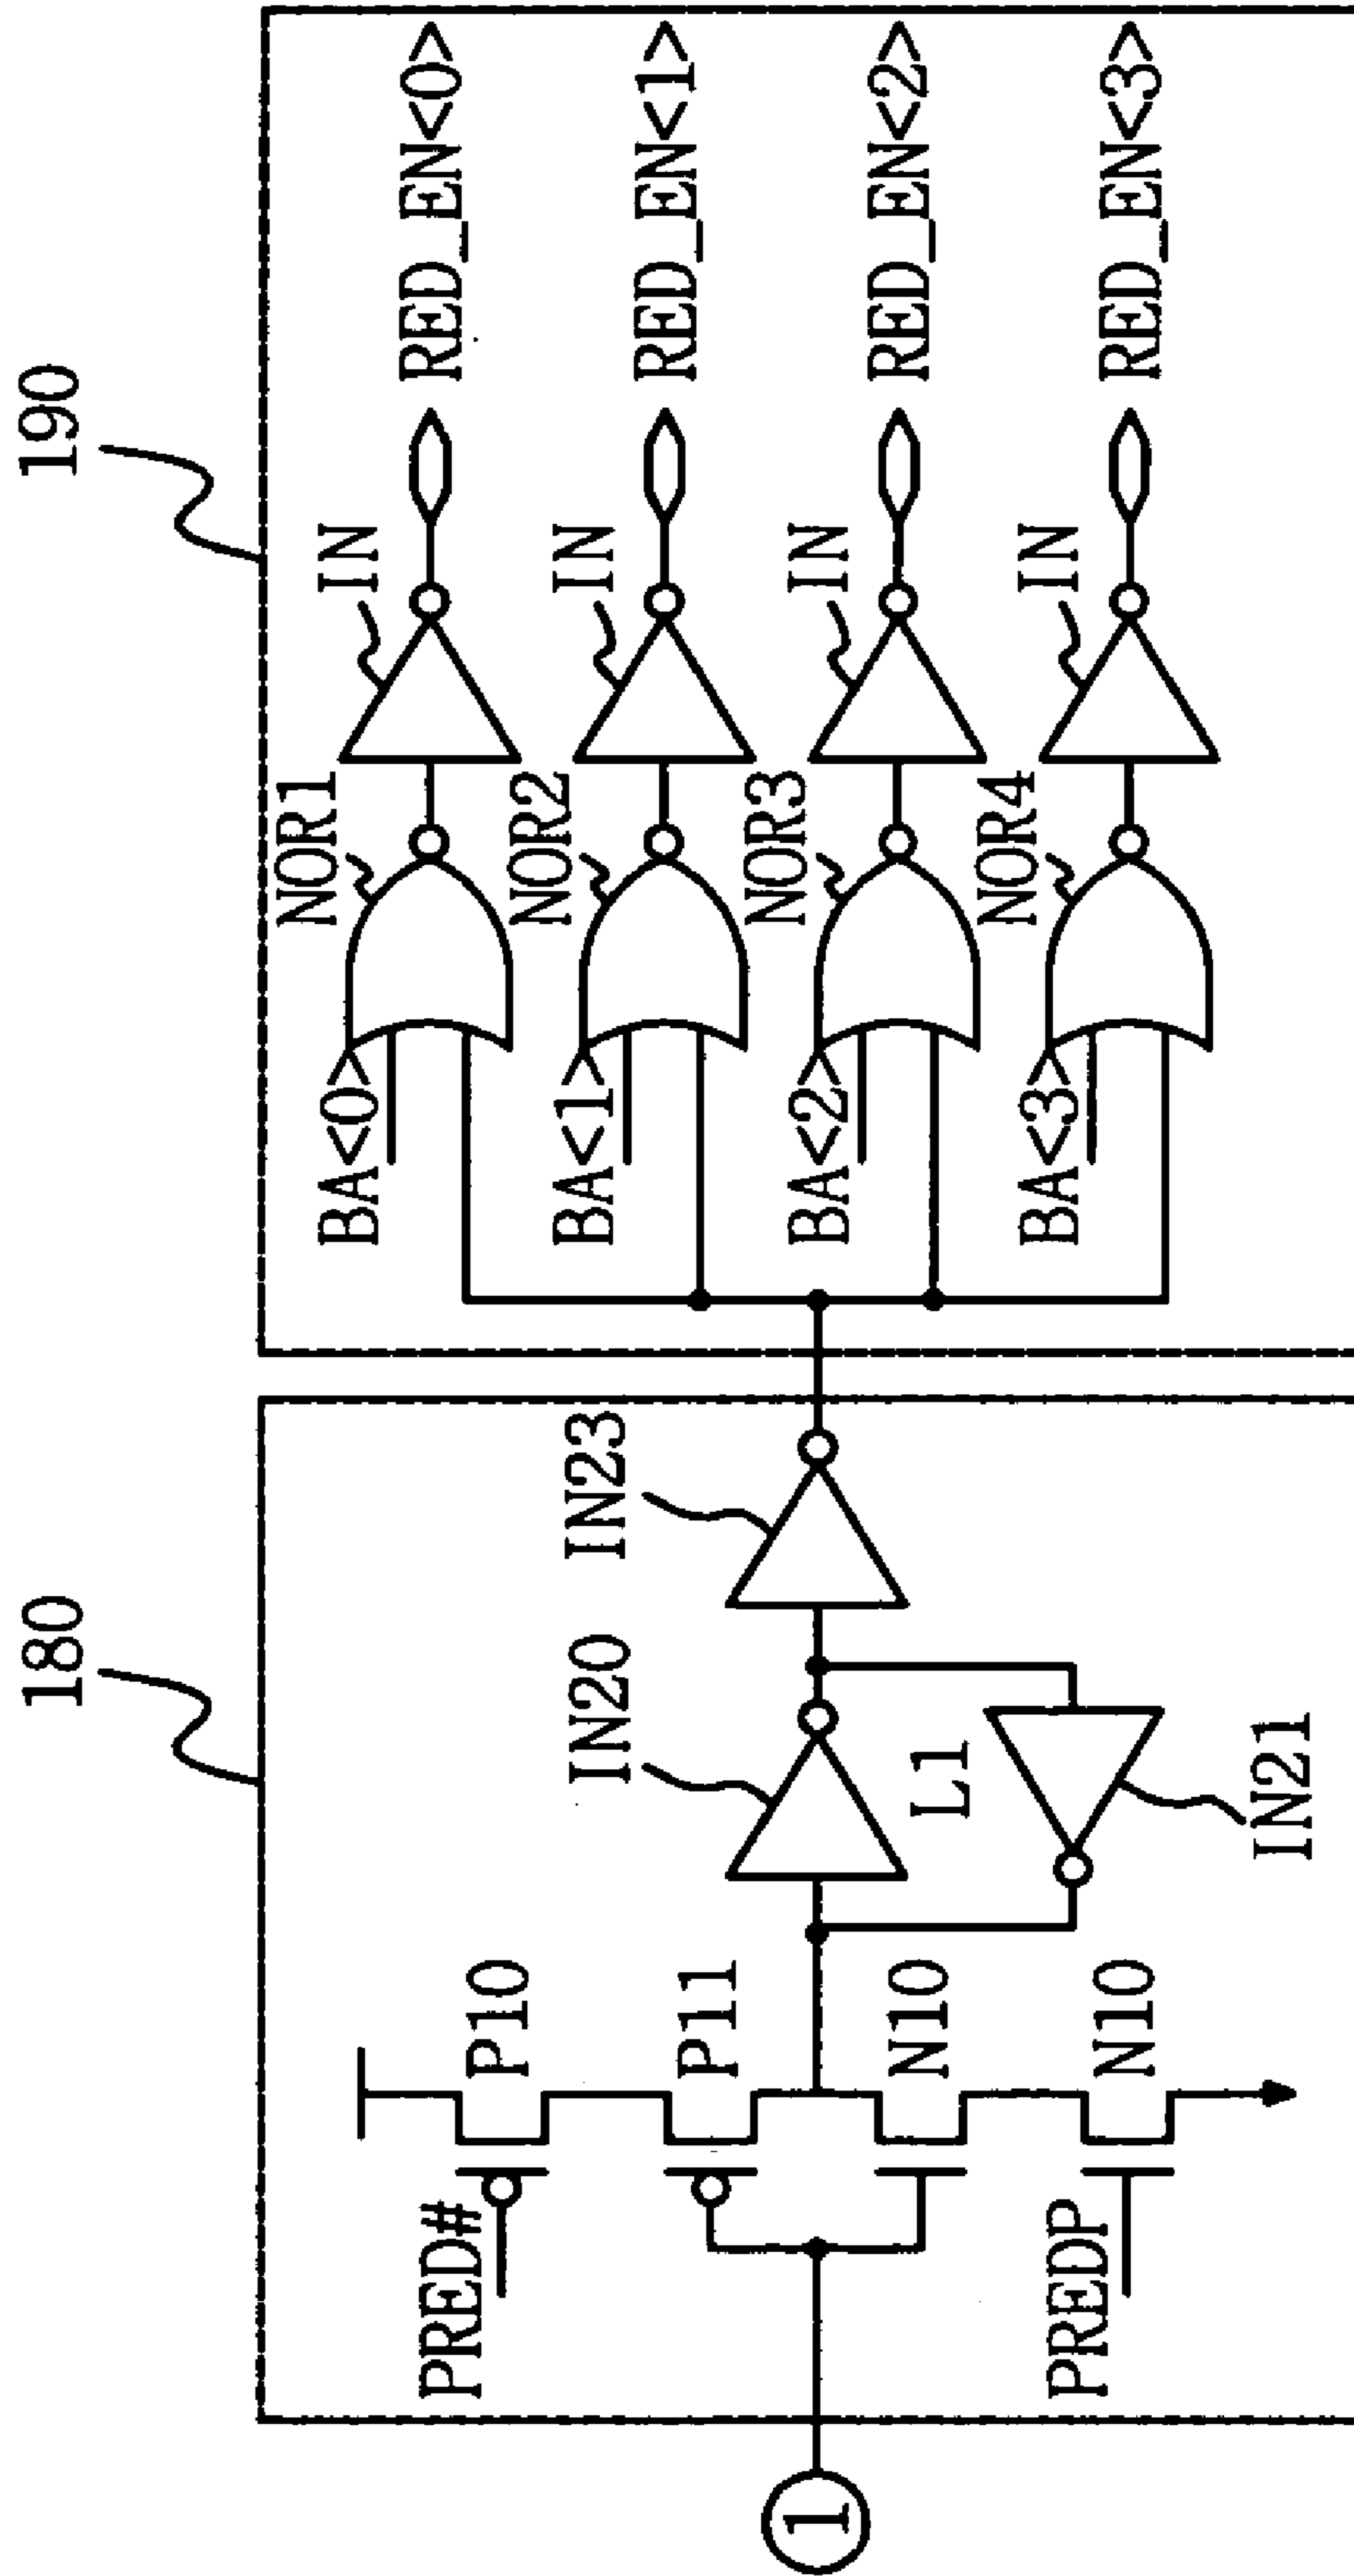 180
190
PRED#
P10
P11
N10
PREDP
N10
1
IN20
L1
IN21
IN23
BA<0>
NOR1
IN
RED_EN<0>
BA<1>
NOR2
IN
RED_EN<1>
BA<2>
NOR3
IN
RED_EN<2>
BA<3>
NOR4
IN
RED_EN<3>